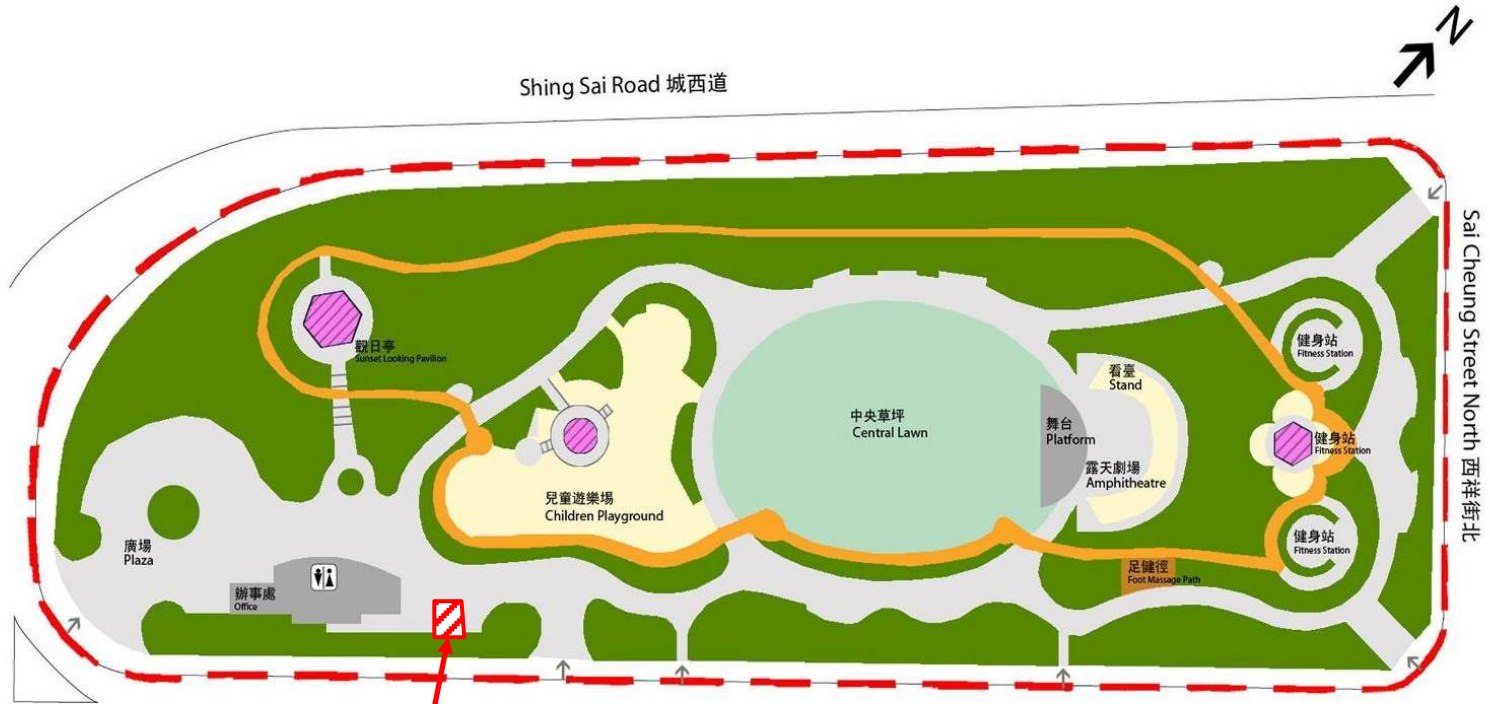 N
Shing Sai Road 城西道
Sai Cheung Street North 西祥街北
觀日亭
Sunset Looking Pavilion
健身站
Fitness Station
看臺
Stand
中央草坪
Central Lawn
舞台
Platform
健身站
Fitness Station
露天劇場
Amphitheatre
兒童遊樂場
Children Playground
廣場
Plaza
健身站
Fitness Station
足健徑
Foot Massage Path
辦事處
Office